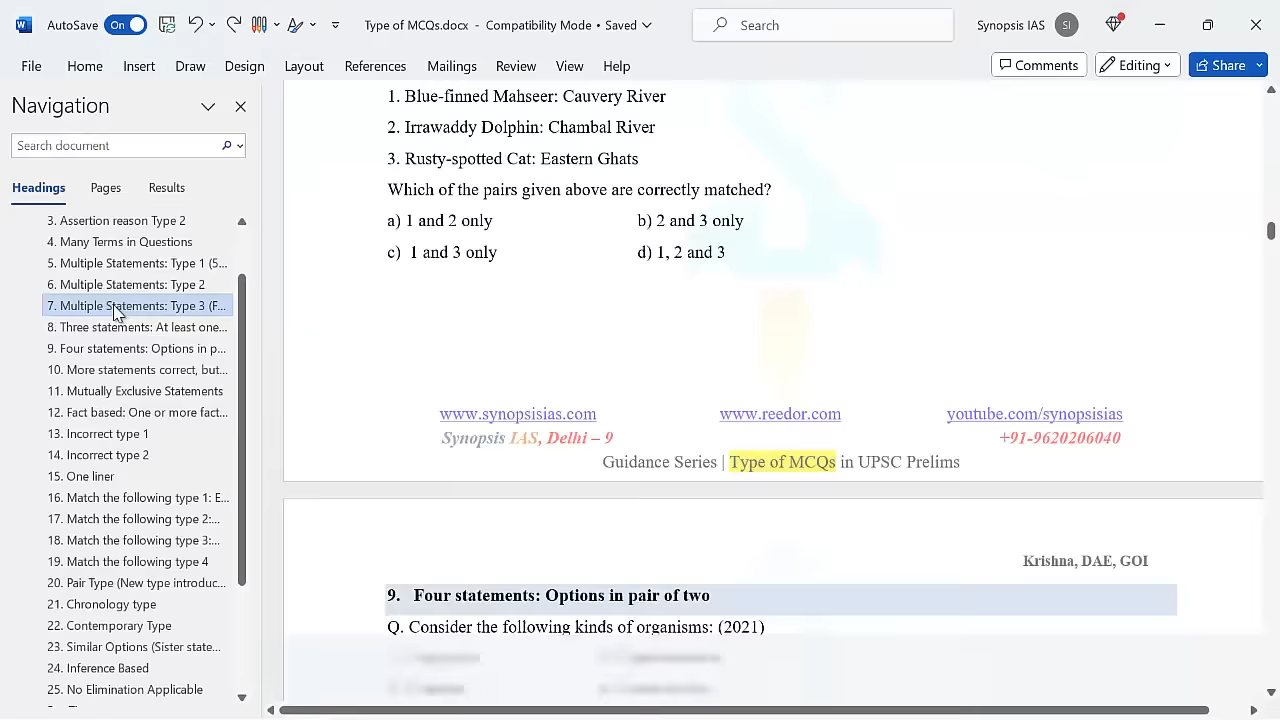 AutoSave On Type of MCQs.docx - Compatibility Mode • Saved Search Synopsis IAS SI
File Home Insert Draw Design Layout References Mailings Review View Help Comments Editing Share
Navigation
Search document
Headings Pages Results
3. Assertion reason Type 2
4. Many Terms in Questions
5. Multiple Statements: Type 1 (5...
6. Multiple Statements: Type 2
7. Multiple Statements: Type 3 (F...
8. Three statements: At least one...
9. Four statements: Options in p...
10. More statements correct, but...
11. Mutually Exclusive Statements
12. Fact based: One or more fact...
13. Incorrect type 1
14. Incorrect type 2
15. One liner
16. Match the following type 1: E...
17. Match the following type 2:...
18. Match the following type 3:...
19. Match the following type 4
20. Pair Type (New type introduc...
21. Chronology type
22. Contemporary Type
23. Similar Options (Sister state...
24. Inference Based
25. No Elimination Applicable
1. Blue-finned Mahseer: Cauvery River
2. Irrawaddy Dolphin: Chambal River
3. Rusty-spotted Cat: Eastern Ghats
Which of the pairs given above are correctly matched?
a) 1 and 2 only b) 2 and 3 only
c) 1 and 3 only d) 1, 2 and 3
www.synopsisias.com www.reedor.com youtube.com/synopsisias
Synopsis IAS, Delhi – 9 +91-9620206040
Guidance Series | Type of MCQs in UPSC Prelims
Krishna, DAE, GOI
9. Four statements: Options in pair of two
Q. Consider the following kinds of organisms: (2021)